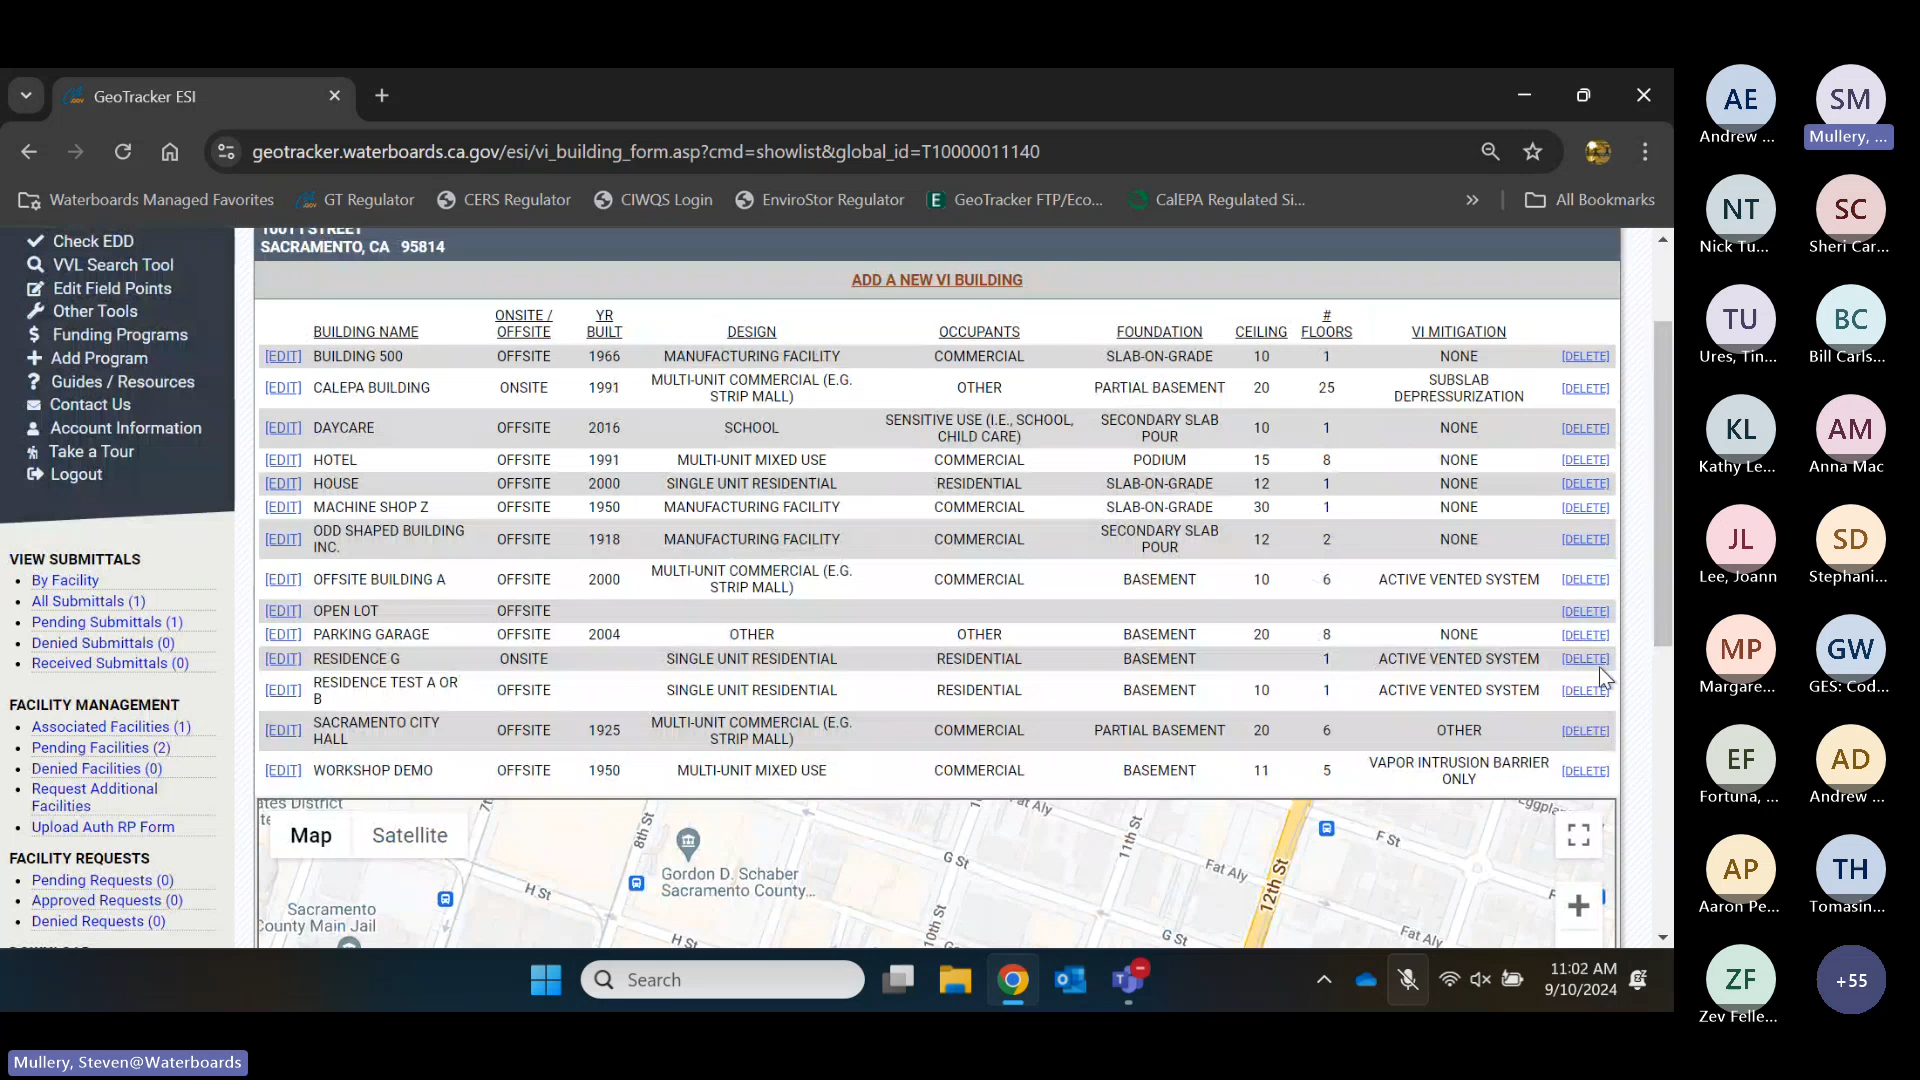 GeoTracker ESI
geotracker.waterboards.ca.gov/esi/vi_building_form.asp?cmd=showlist&global_id=T10000011140
Waterboards Managed Favorites GT Regulator CERS Regulator CIWQS Login EnviroStor Regulator E GeoTracker FTP/Eco... CalEPA Regulated Si... » All Bookmarks
Check EDD
VVL Search Tool
Edit Field Points
Other Tools
$ Funding Programs
Add Program
? Guides / Resources
Contact Us
Account Information
Take a Tour
Logout
VIEW SUBMITTALS
By Facility
All Submittals (1)
Pending Submittals (1)
Denied Submittals (0)
Received Submittals (0)
FACILITY MANAGEMENT
Associated Facilities (1)
Pending Facilities (2)
Denied Facilities (0)
Request Additional
Facilities
Upload Auth RP Form
FACILITY REQUESTS
Pending Requests (0)
Approved Requests (0)
Denied Requests (0)
1001 I STREET
SACRAMENTO, CA 95814
ADD A NEW VI BUILDING
BUILDING NAME ONSITE / OFFSITE YR BUILT DESIGN OCCUPANTS FOUNDATION CEILING # FLOORS VI MITIGATION
[EDIT] BUILDING 500 OFFSITE 1966 MANUFACTURING FACILITY COMMERCIAL SLAB-ON-GRADE 10 1 NONE [DELETE]
[EDIT] CALEPA BUILDING ONSITE 1991 MULTI-UNIT COMMERCIAL (E.G. STRIP MALL) OTHER PARTIAL BASEMENT 20 25 SUBSLAB DEPRESSURIZATION [DELETE]
[EDIT] DAYCARE OFFSITE 2016 SCHOOL SENSITIVE USE (I.E., SCHOOL, CHILD CARE) SECONDARY SLAB POUR 10 1 NONE [DELETE]
[EDIT] HOTEL OFFSITE 1991 MULTI-UNIT MIXED USE COMMERCIAL PODIUM 15 8 NONE [DELETE]
[EDIT] HOUSE OFFSITE 2000 SINGLE UNIT RESIDENTIAL RESIDENTIAL SLAB-ON-GRADE 12 1 NONE [DELETE]
[EDIT] MACHINE SHOP Z OFFSITE 1950 MANUFACTURING FACILITY COMMERCIAL SLAB-ON-GRADE 30 1 NONE [DELETE]
[EDIT] ODD SHAPED BUILDING INC. OFFSITE 1918 MANUFACTURING FACILITY COMMERCIAL SECONDARY SLAB POUR 12 2 NONE [DELETE]
[EDIT] OFFSITE BUILDING A OFFSITE 2000 MULTI-UNIT COMMERCIAL (E.G. STRIP MALL) COMMERCIAL BASEMENT 10 6 ACTIVE VENTED SYSTEM [DELETE]
[EDIT] OPEN LOT OFFSITE [DELETE]
[EDIT] PARKING GARAGE OFFSITE 2004 OTHER OTHER BASEMENT 20 8 NONE [DELETE]
[EDIT] RESIDENCE G ONSITE SINGLE UNIT RESIDENTIAL RESIDENTIAL BASEMENT 1 ACTIVE VENTED SYSTEM [DELETE]
[EDIT] RESIDENCE TEST A OR B OFFSITE SINGLE UNIT RESIDENTIAL RESIDENTIAL BASEMENT 10 1 ACTIVE VENTED SYSTEM [DELETE]
[EDIT] SACRAMENTO CITY HALL OFFSITE 1925 MULTI-UNIT COMMERCIAL (E.G. STRIP MALL) COMMERCIAL PARTIAL BASEMENT 20 6 OTHER [DELETE]
[EDIT] WORKSHOP DEMO OFFSITE 1950 MULTI-UNIT MIXED USE COMMERCIAL BASEMENT 11 5 VAPOR INTRUSION BARRIER ONLY [DELETE]
Map Satellite
ates District
7t
8th St
at Aly
11th St
12th St
10th St
F St
G St
Fat Aly
H St
Gordon D. Schaber
Sacramento County...
Sacramento
County Main Jail
H St
G St
Fat Aly
Search
11:02 AM
9/10/2024
AE
Andrew ...
SM
Mullery, ...
NT
Nick Tu...
SC
Sheri Car...
TU
Ures, Tin...
BC
Bill Carls...
KL
Kathy Le...
AM
Anna Mac
JL
Lee, Joann
SD
Stephani...
MP
Margare...
GW
GES: Cod...
EF
Fortuna, ...
AD
Andrew ...
AP
Aaron Pe...
TH
Tomasin...
ZF
Zev Felle...
+55
Mullery, Steven@Waterboards